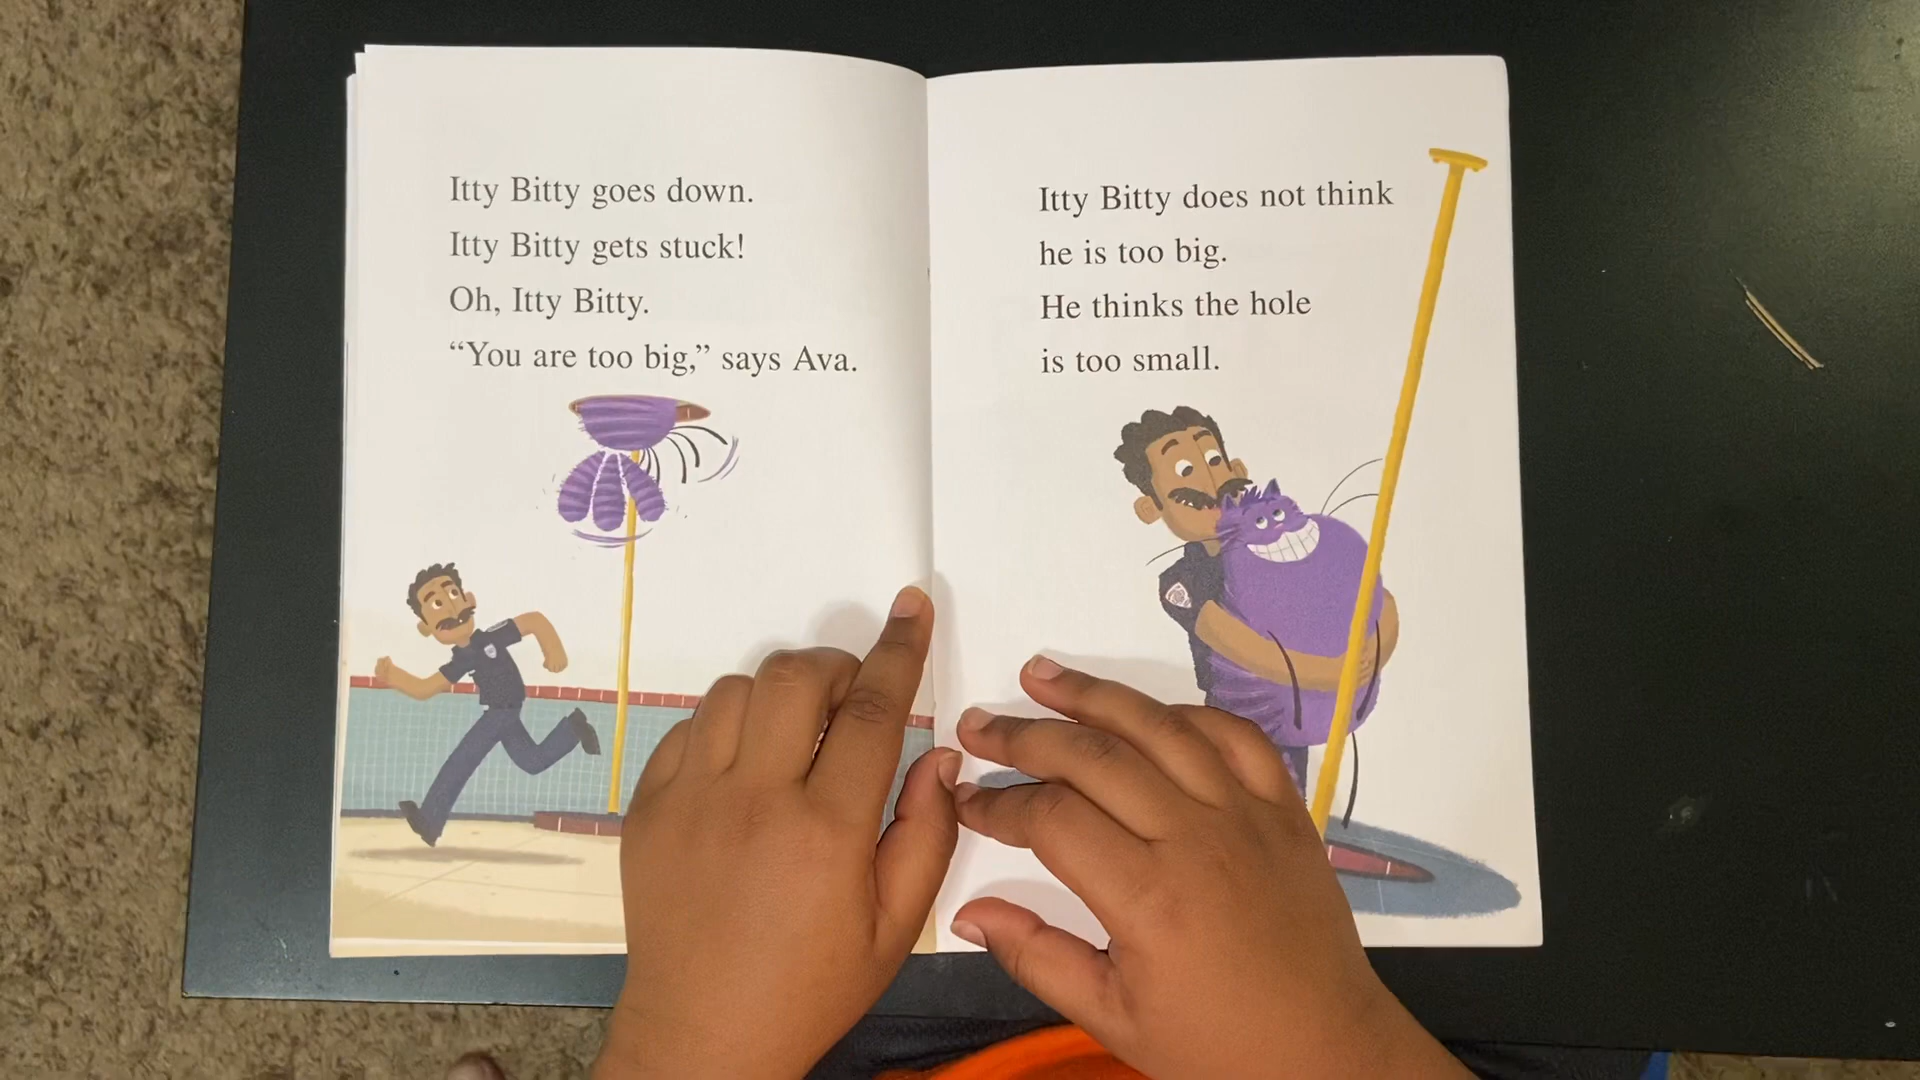 Itty Bitty goes down.
Itty Bitty gets stuck!
Oh, Itty Bitty.
“You are too big,” says Ava.
Itty Bitty does not think
he is too big.
He thinks the hole
is too small.